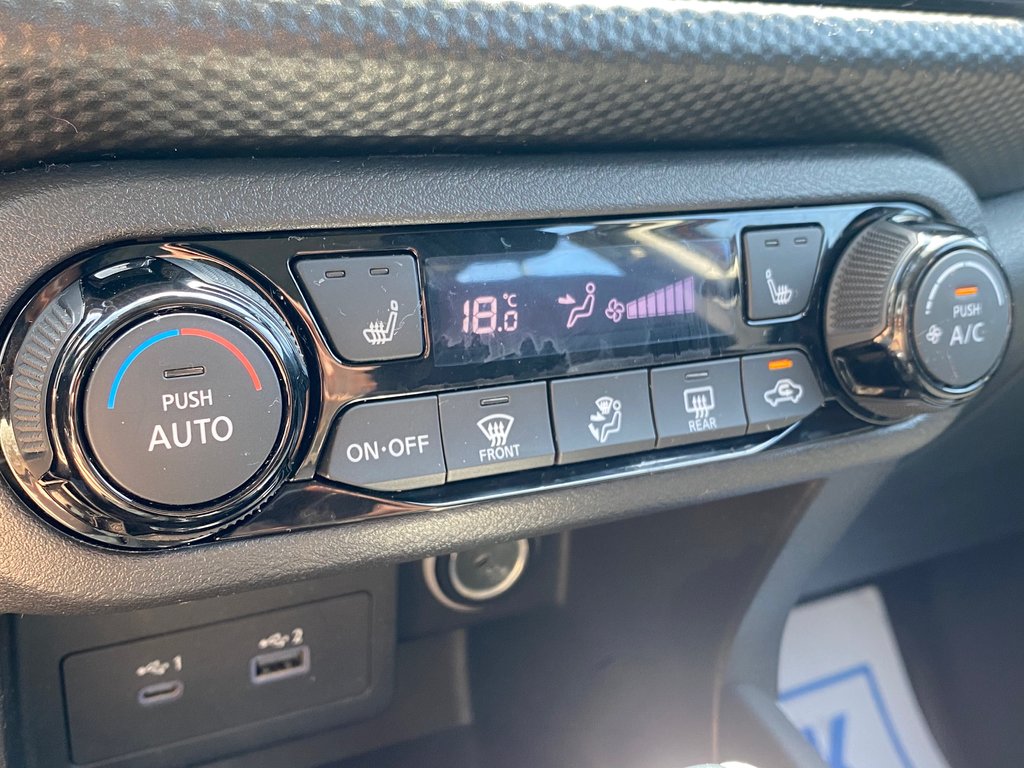 18.0 °C
PUSH
AUTO
PUSH
A/C
ON·OFF
FRONT
REAR
1
2